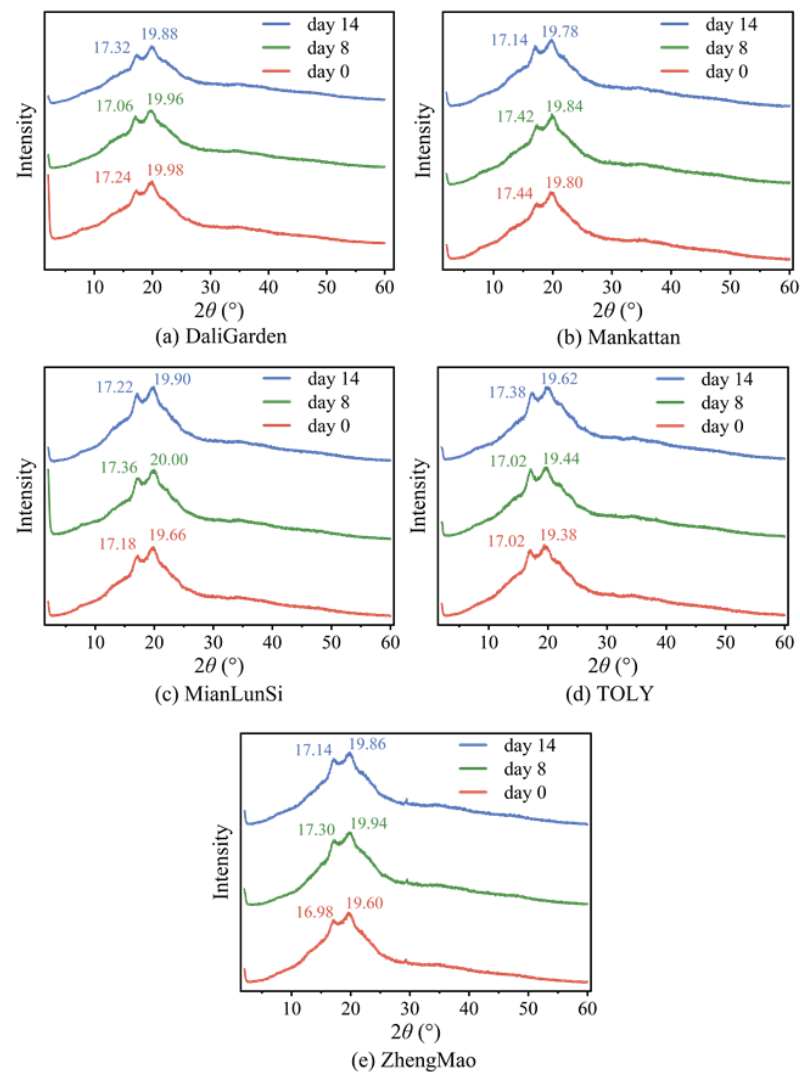 19.88
17.32
day 14
day 8
day 0
17.06
19.96
17.24
19.98
Intensity
10 20 30 40 50 60
2θ (°)
(a) DaliGarden
17.14
19.78
day 14
day 8
day 0
17.42
19.84
17.44
19.80
Intensity
10 20 30 40 50 60
2θ (°)
(b) Mankattan
17.22
19.90
day 14
day 8
day 0
17.36
20.00
17.18
19.66
Intensity
10 20 30 40 50 60
2θ (°)
(c) MianLunSi
17.38
19.62
day 14
day 8
day 0
17.02
19.44
17.02
19.38
Intensity
10 20 30 40 50 60
2θ (°)
(d) TOLY
17.14
19.86
day 14
day 8
day 0
17.30
19.94
16.98
19.60
Intensity
10 20 30 40 50 60
2θ (°)
(e) ZhengMao